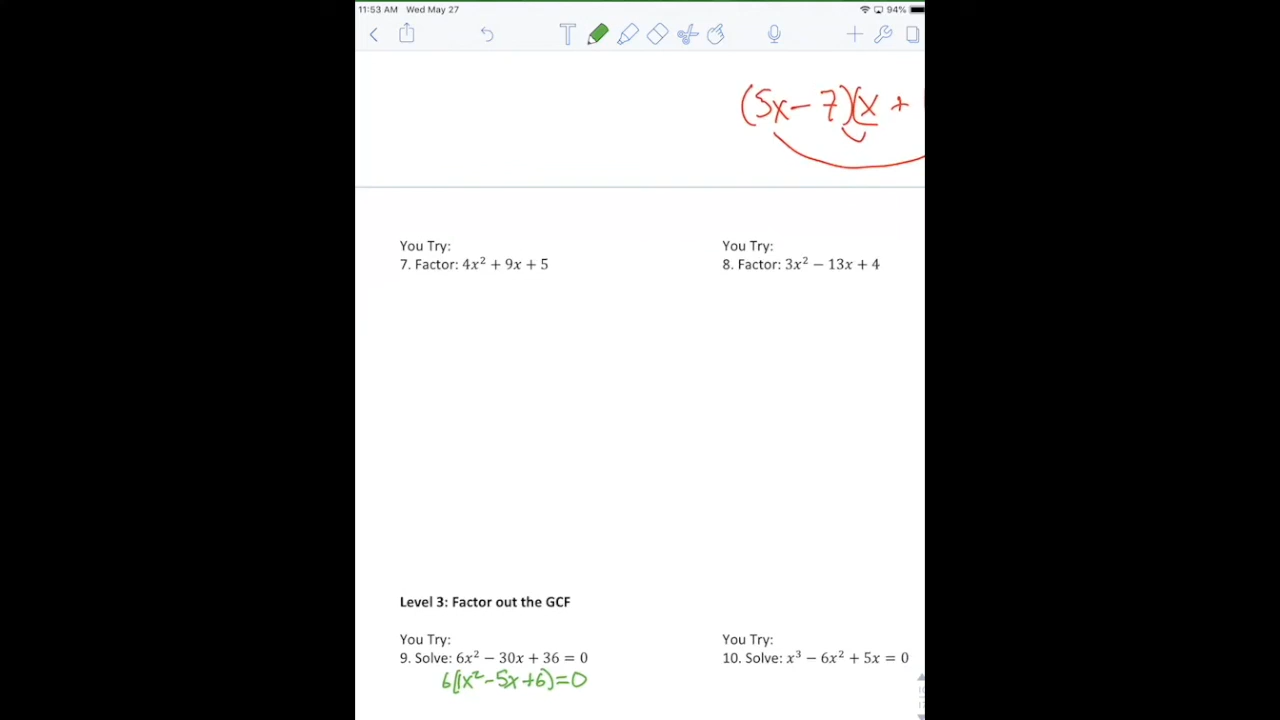 11:53 AM Wed May 27 94%
(5x − 7)(x +
You Try:
7. Factor: 4x² + 9x + 5
You Try:
8. Factor: 3x² − 13x + 4
Level 3: Factor out the GCF
You Try:
9. Solve: 6x² − 30x + 36 = 0
6(1x² − 5x + 6) = 0
You Try:
10. Solve: x³ − 6x² + 5x = 0